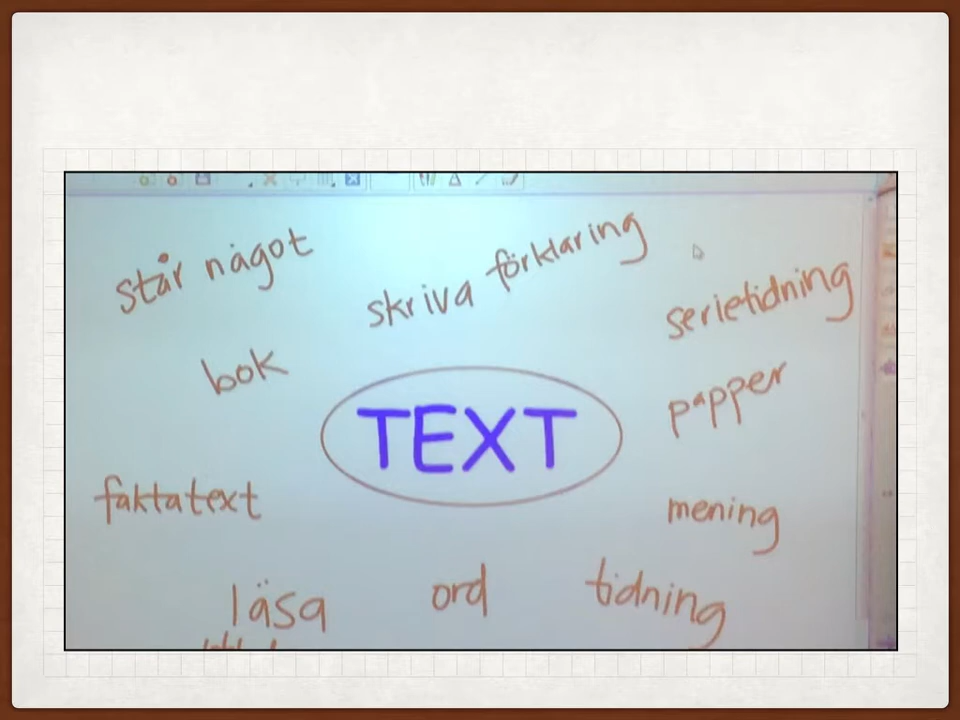 står något
skriva förklaring
serietidning
bok
papper
TEXT
faktatext
mening
läsa
ord
tidning